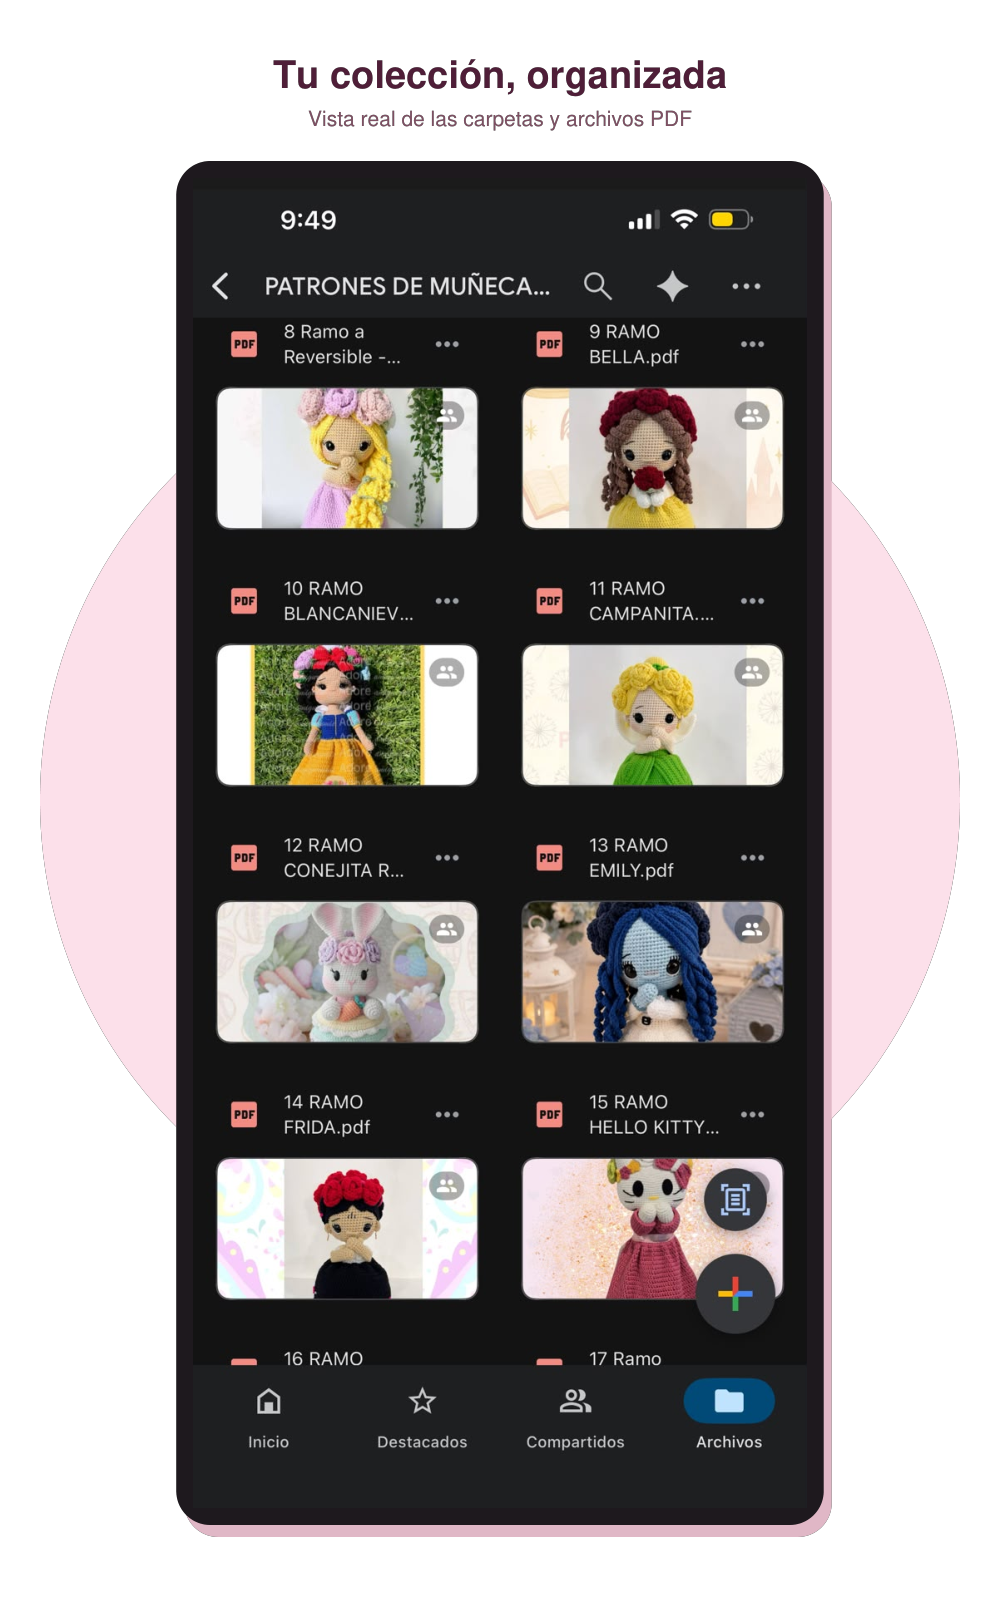 Tu colección, organizada
Vista real de las carpetas y archivos PDF
9:49
PATRONES DE MUÑECA...
PDF
8 Ramo a
Reversible -...
PDF
9 RAMO
BELLA.pdf
PDF
10 RAMO
BLANCANIEV...
PDF
11 RAMO
CAMPANITA....
Adore
PDF
12 RAMO
CONEJITA R...
PDF
13 RAMO
EMILY.pdf
PDF
14 RAMO
FRIDA.pdf
PDF
15 RAMO
HELLO KITTY...
16 RAMO
17 Ramo
Inicio
Destacados
Compartidos
Archivos